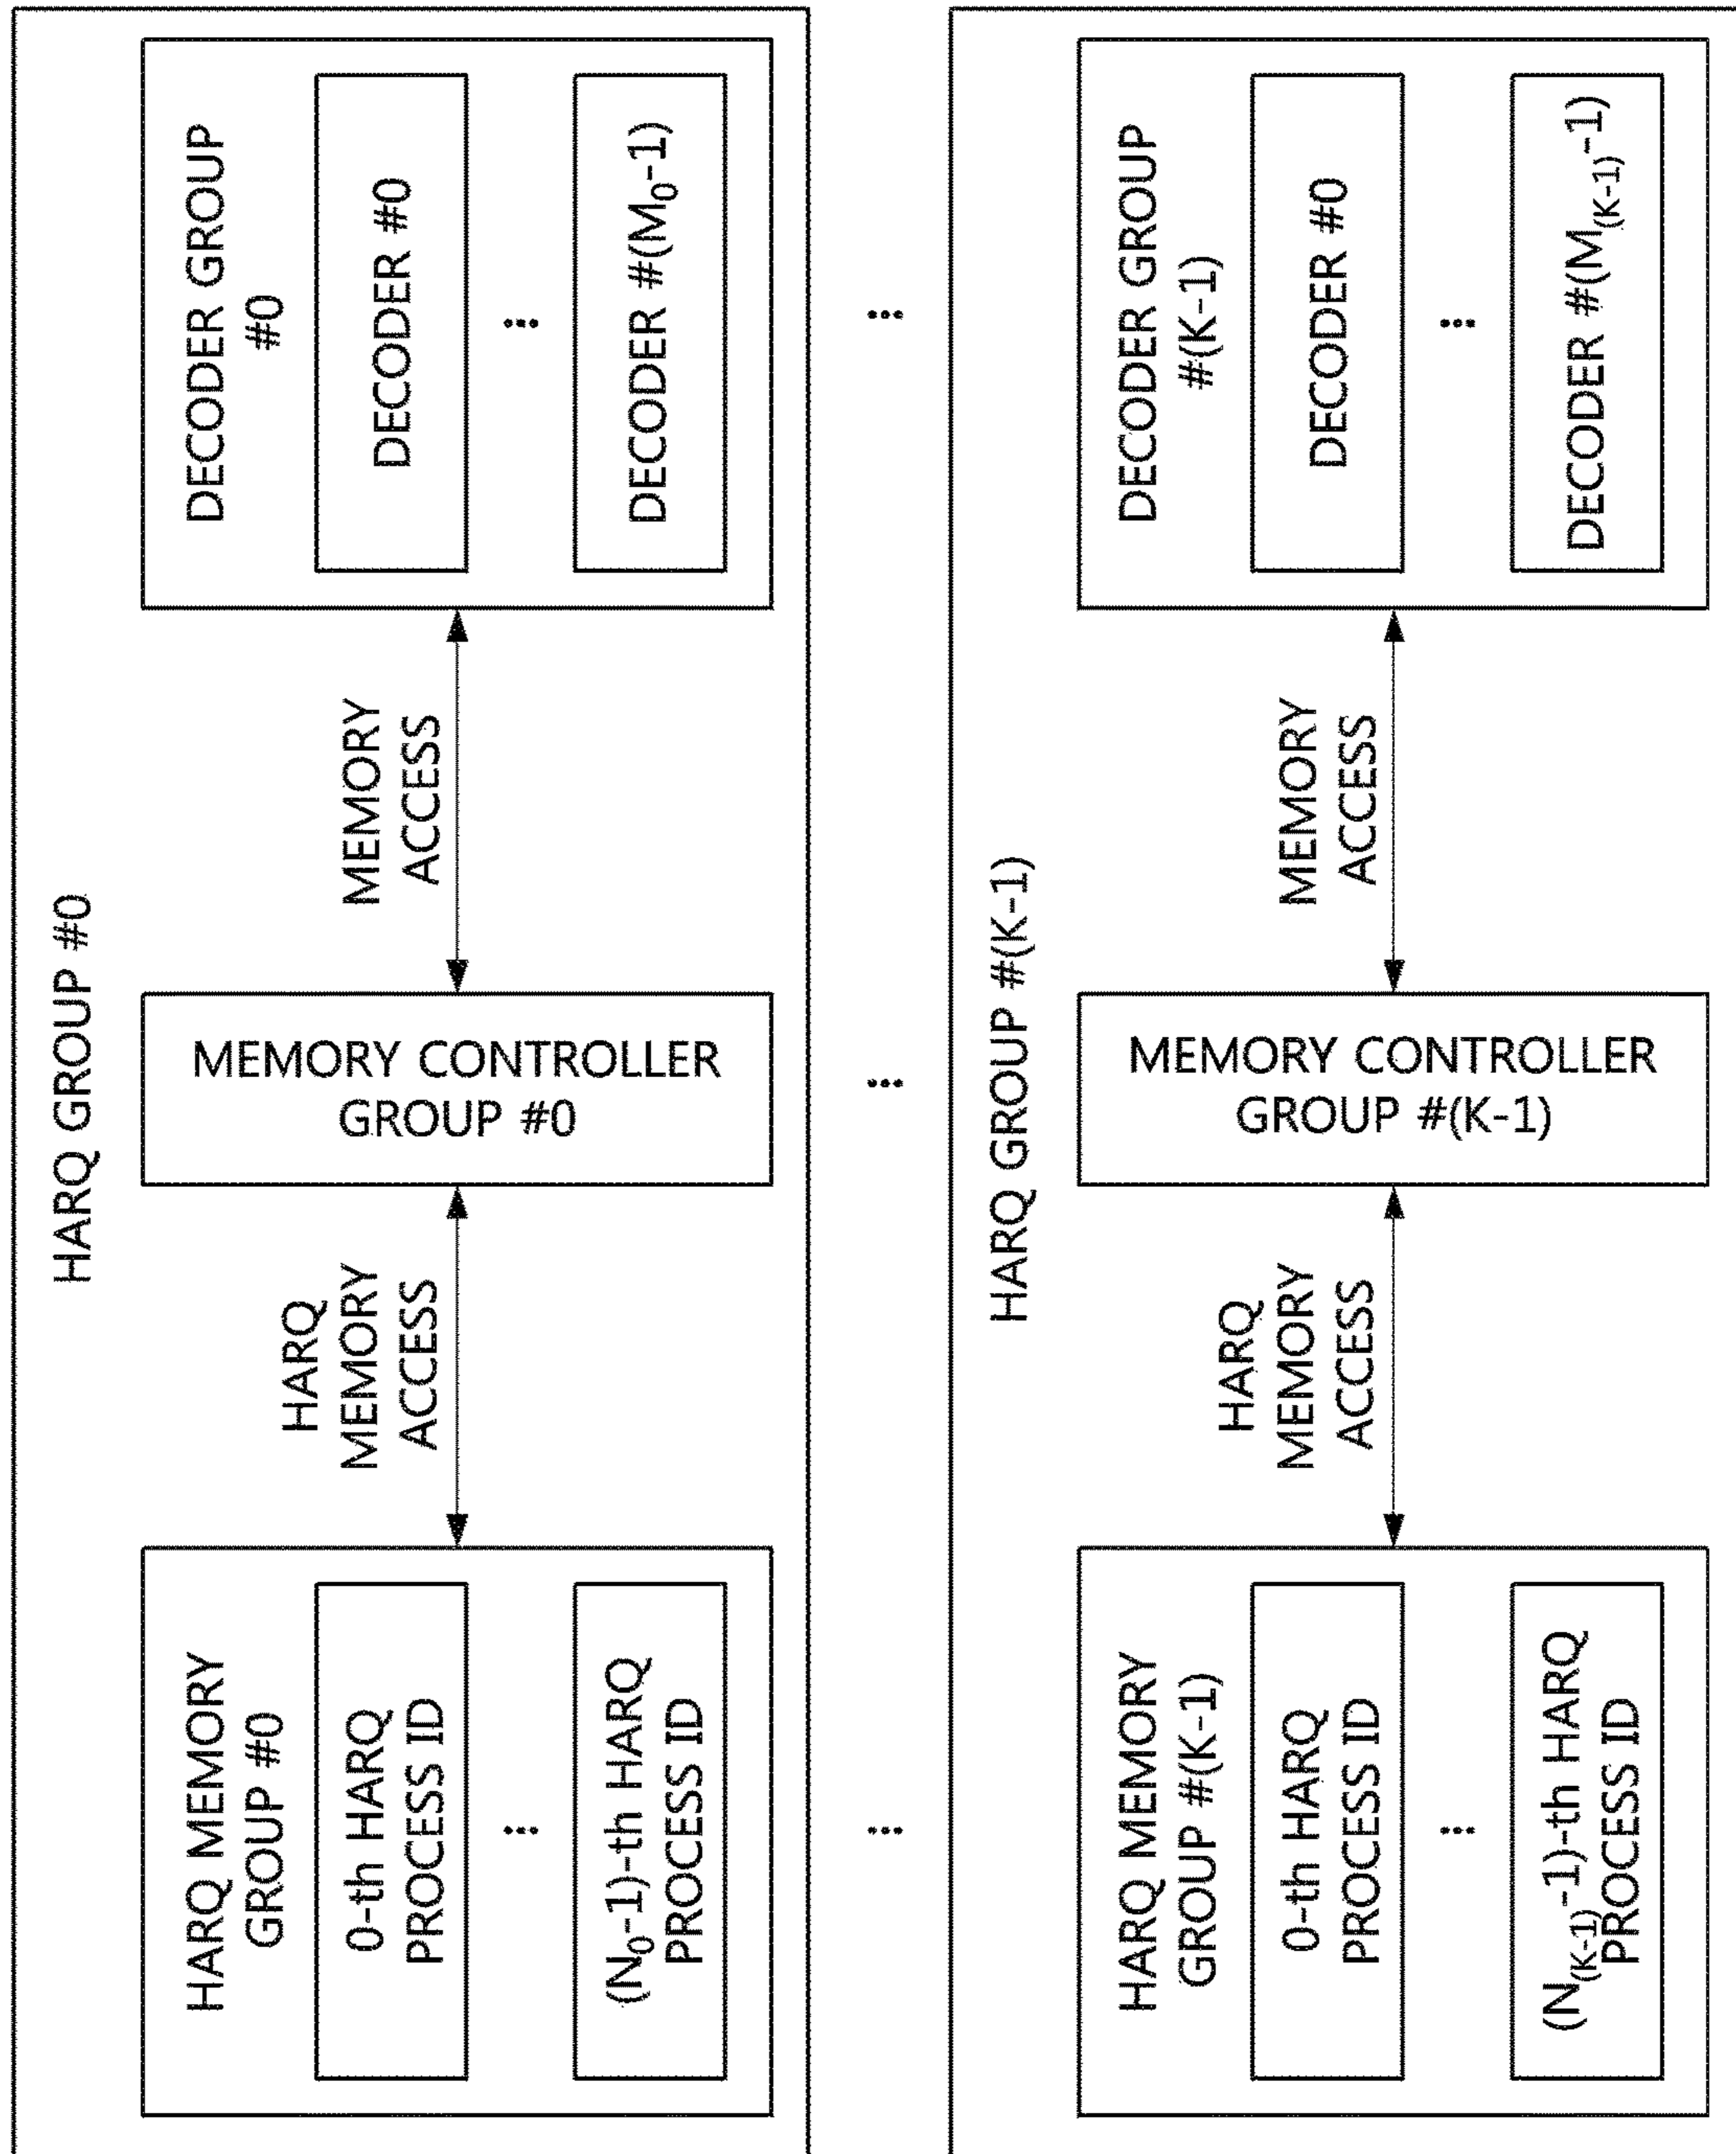 HARQ GROUP #0
HARQ MEMORY
GROUP #0
0-th HARQ
PROCESS ID
...
(N0-1)-th HARQ
PROCESS ID
HARQ
MEMORY
ACCESS
MEMORY CONTROLLER
GROUP #0
MEMORY
ACCESS
DECODER GROUP
#0
DECODER #0
...
DECODER #(M0-1)
...
...
...
HARQ GROUP #(K-1)
HARQ MEMORY
GROUP #(K-1)
0-th HARQ
PROCESS ID
...
(N(K-1)-1)-th HARQ
PROCESS ID
HARQ
MEMORY
ACCESS
MEMORY CONTROLLER
GROUP #(K-1)
MEMORY
ACCESS
DECODER GROUP
#(K-1)
DECODER #0
...
DECODER #(M(K-1)-1)